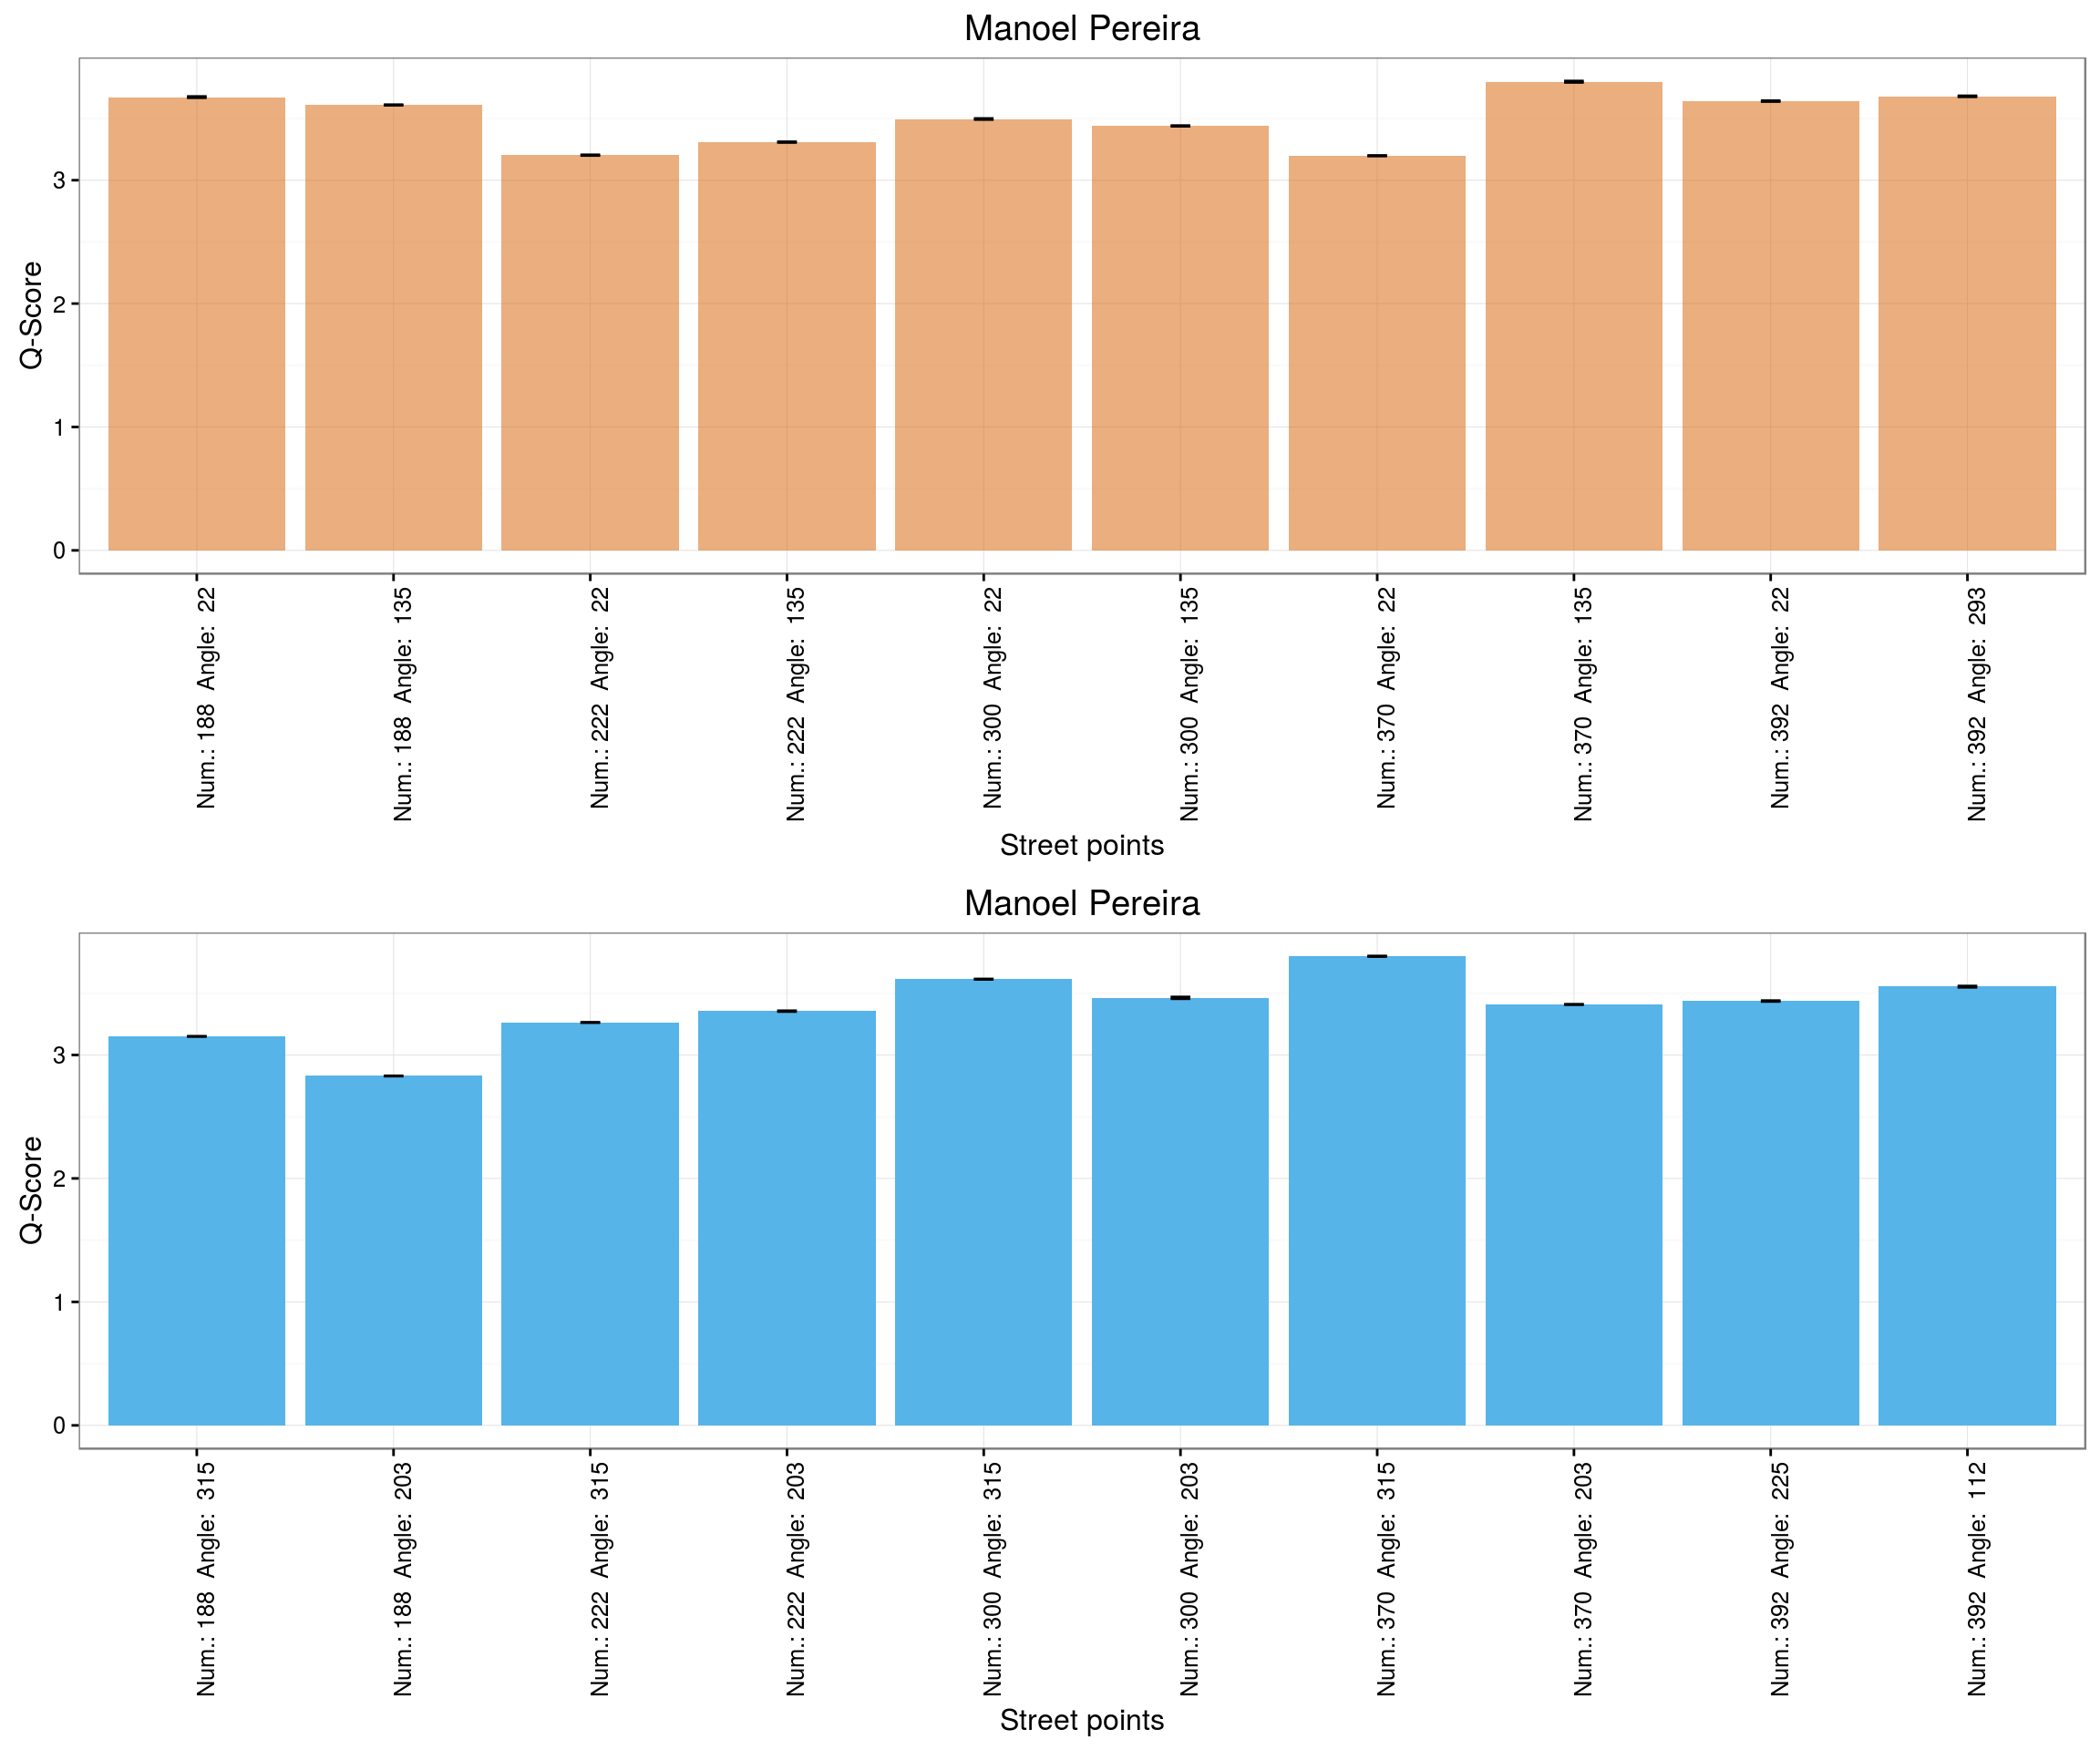 Manoel Pereira
Q-Score
3
2
1
0
Num.: 188 Angle: 22
Num.: 188 Angle: 135
Num.: 222 Angle: 22
Num.: 222 Angle: 135
Num.: 300 Angle: 22
Num.: 300 Angle: 135
Num.: 370 Angle: 22
Num.: 370 Angle: 135
Num.: 392 Angle: 22
Num.: 392 Angle: 293
Street points
Manoel Pereira
Q-Score
3
2
1
0
Num.: 188 Angle: 315
Num.: 188 Angle: 203
Num.: 222 Angle: 315
Num.: 222 Angle: 203
Num.: 300 Angle: 315
Num.: 300 Angle: 203
Num.: 370 Angle: 315
Num.: 370 Angle: 203
Num.: 392 Angle: 225
Num.: 392 Angle: 112
Street points